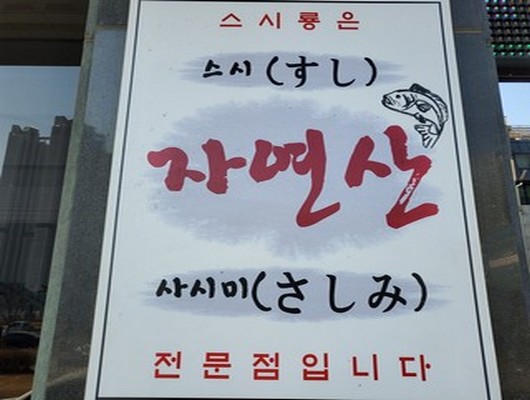 스시룡은
스시(すし)
자연산
사시미(さしみ)
전문점입니다